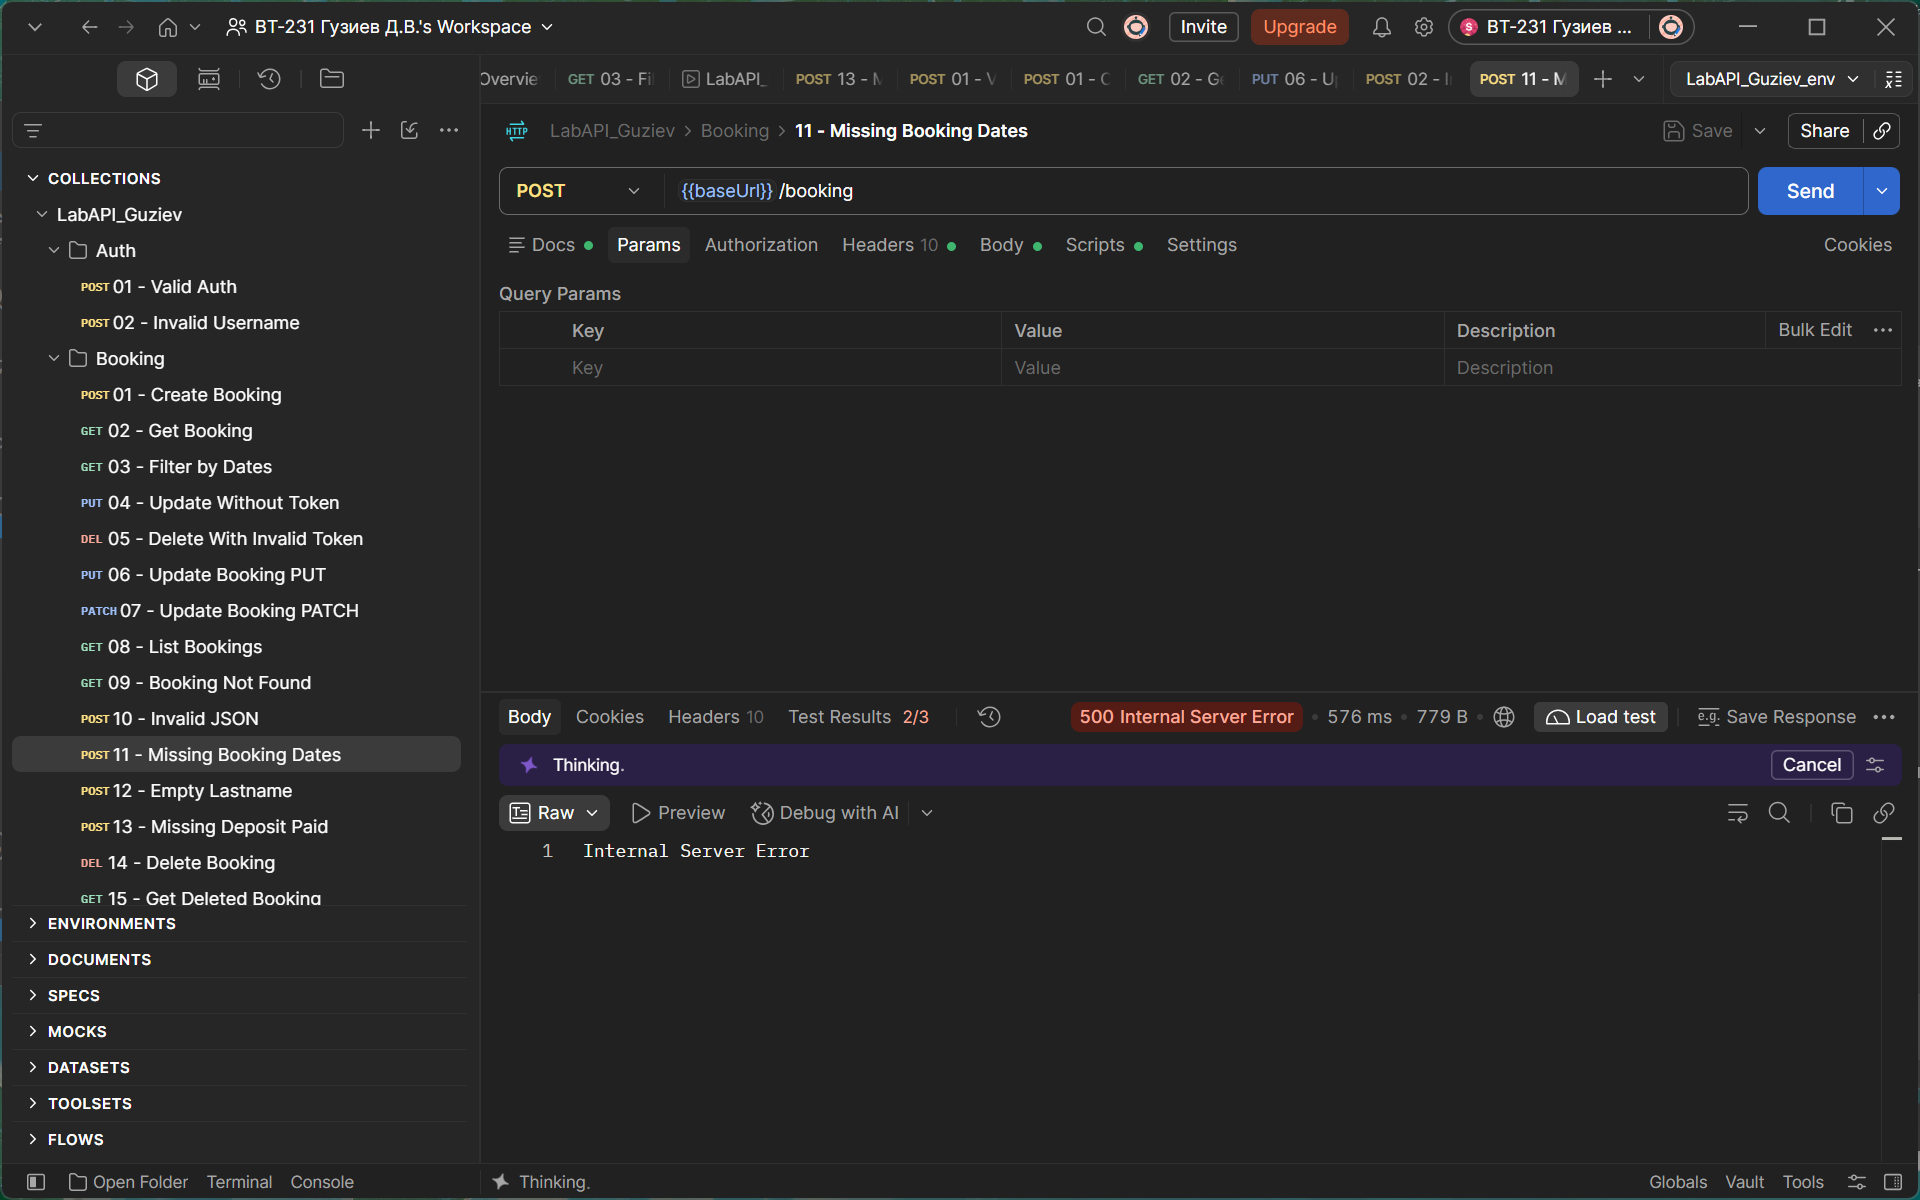 ВТ-231 Гузиев Д.В.'s Workspace
Invite
Upgrade
ВТ-231 Гузиев ...
Overvie
GET 03 - Fi
LabAPI_
POST 13 - M
POST 01 - V
POST 01 - C
GET 02 - Ge
PUT 06 - U
POST 02 - I
POST 11 - M
LabAPI_Guziev_env
HTTP
LabAPI_Guziev > Booking > 11 - Missing Booking Dates
Save
Share
COLLECTIONS
LabAPI_Guziev
Auth
POST 01 - Valid Auth
POST 02 - Invalid Username
Booking
POST 01 - Create Booking
GET 02 - Get Booking
GET 03 - Filter by Dates
PUT 04 - Update Without Token
DEL 05 - Delete With Invalid Token
PUT 06 - Update Booking PUT
PATCH 07 - Update Booking PATCH
GET 08 - List Bookings
GET 09 - Booking Not Found
POST 10 - Invalid JSON
POST 11 - Missing Booking Dates
POST 12 - Empty Lastname
POST 13 - Missing Deposit Paid
DEL 14 - Delete Booking
GET 15 - Get Deleted Booking
ENVIRONMENTS
DOCUMENTS
SPECS
MOCKS
DATASETS
TOOLSETS
FLOWS
POST
{{baseUrl}} /booking
Send
Docs
Params
Authorization
Headers 10
Body
Scripts
Settings
Cookies
Query Params
Key Value Description Bulk Edit
Key Value Description
Body
Cookies
Headers 10
Test Results 2/3
500 Internal Server Error
576 ms
779 B
Load test
e.g. Save Response
Thinking.
Cancel
Raw
Preview
Debug with AI
1 Internal Server Error
Open Folder
Terminal
Console
Thinking.
Globals
Vault
Tools